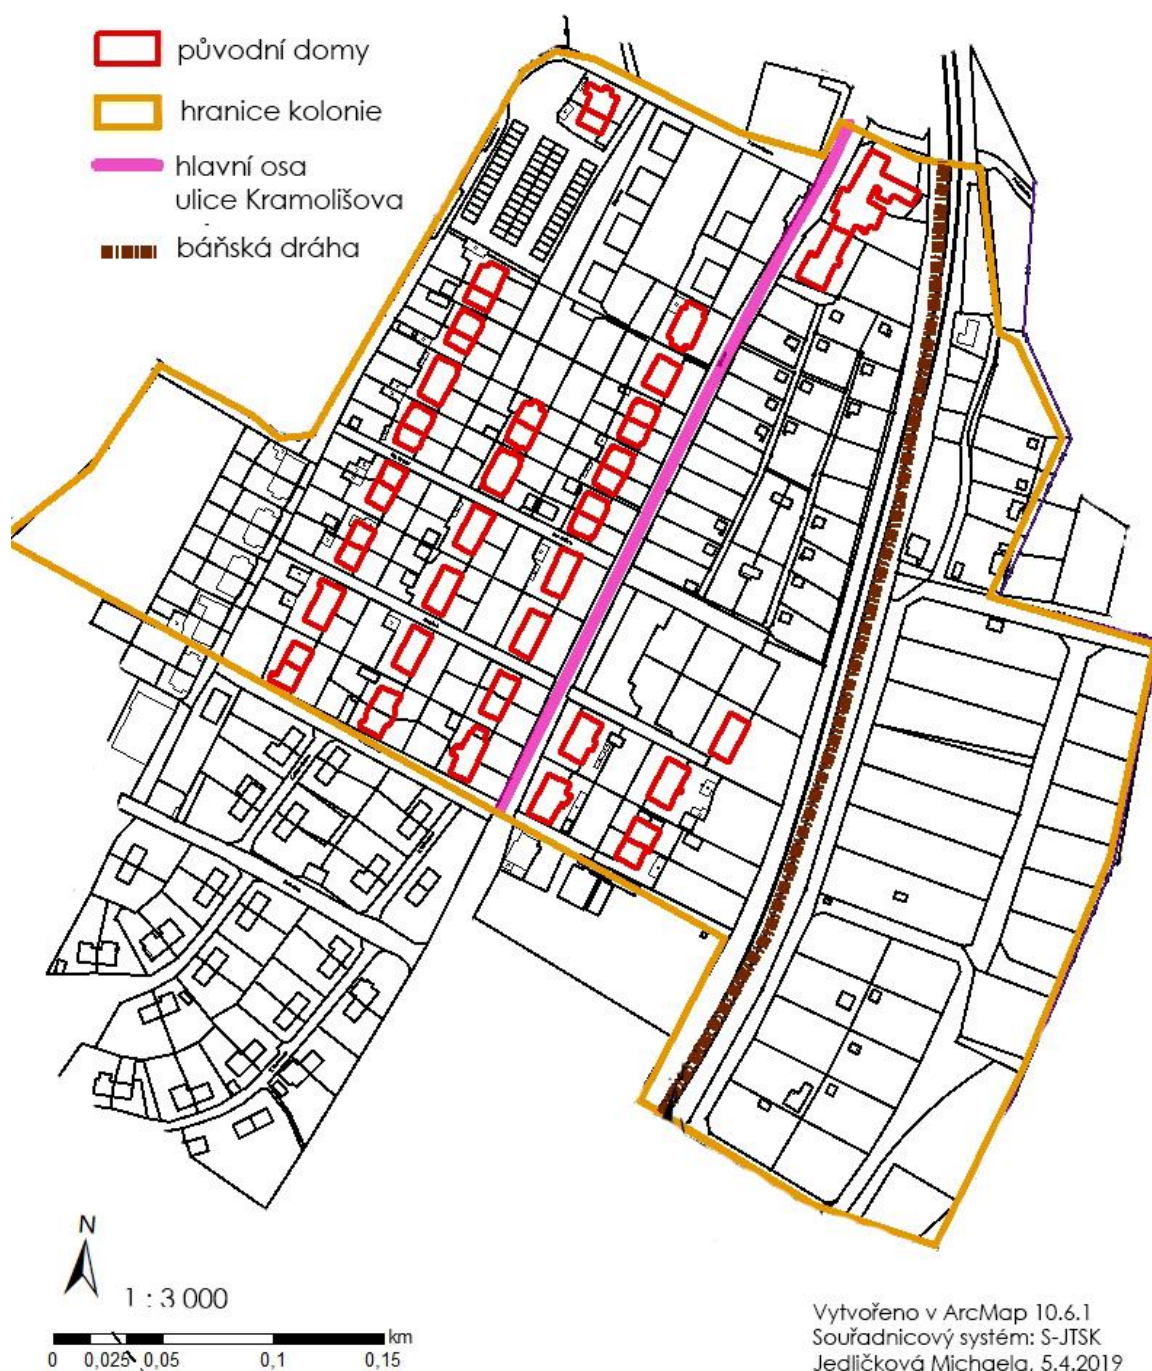 původní domy
hranice kolonie
hlavní osa
ulice Kramolišova
báňská dráha
N
1 : 3 000
km
0 0,025 0,05 0,1 0,15
Vytvořeno v ArcMap 10.6.1
Souřadnicový systém: S-JTSK
Jedličková Michaela, 5.4.2019